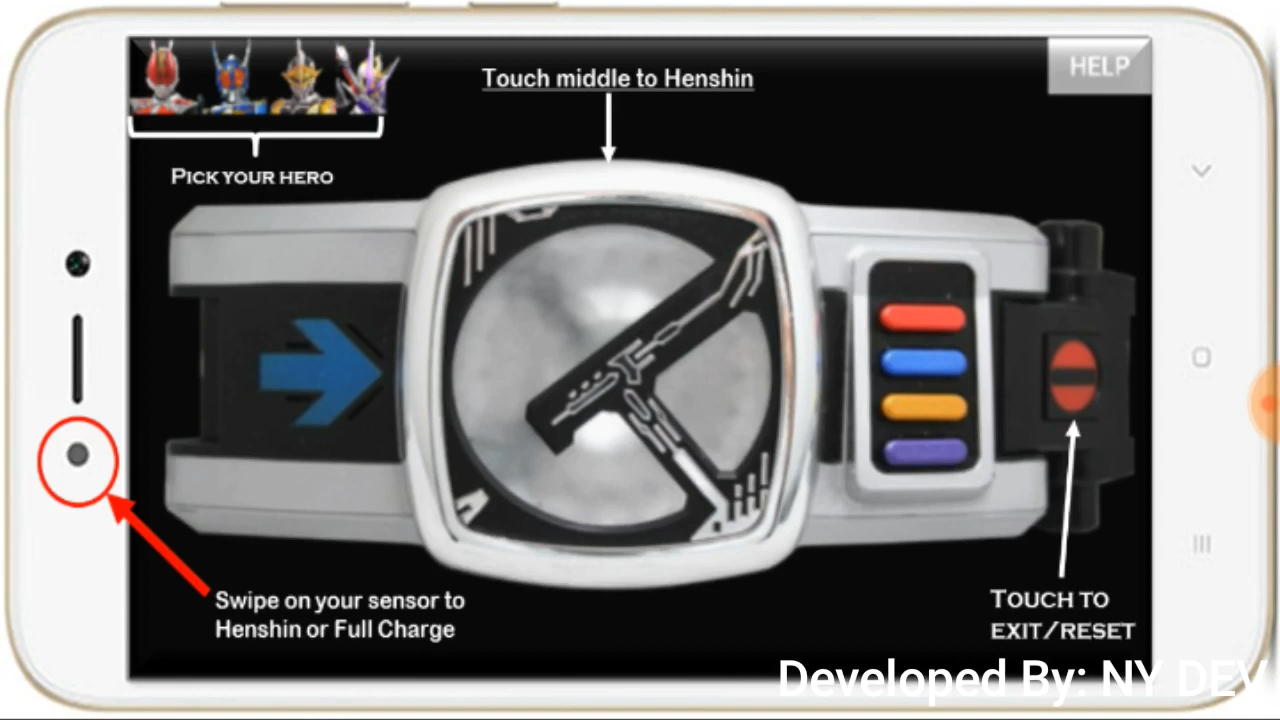 Touch middle to Henshin
HELP
PICK YOUR HERO
Swipe on your sensor to
Henshin or Full Charge
TOUCH TO
EXIT/RESET
Developed By: NY DEV